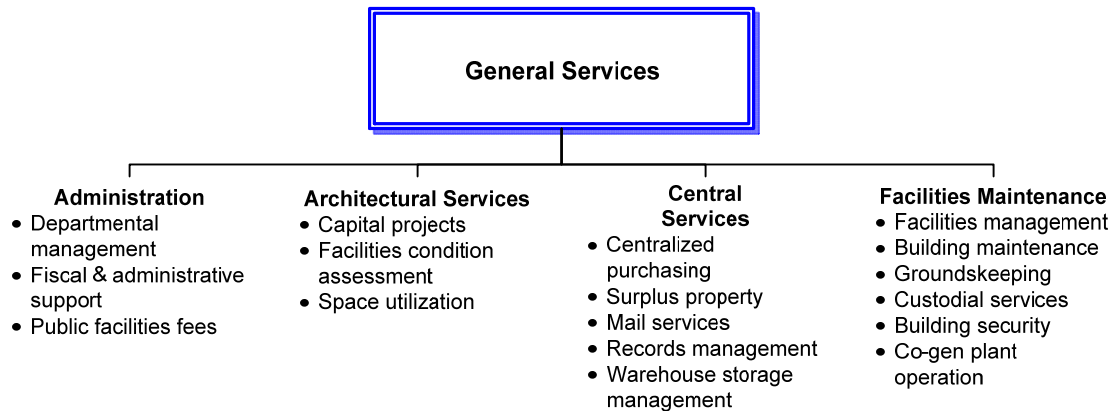 General Services
Administration
• Departmental
management
• Fiscal & administrative
support
• Public facilities fees
Architectural Services
• Capital projects
• Facilities condition
assessment
• Space utilization
Central
Services
• Centralized
purchasing
• Surplus property
• Mail services
• Records management
• Warehouse storage
management
Facilities Maintenance
• Facilities management
• Building maintenance
• Groundskeeping
• Custodial services
• Building security
• Co-gen plant
operation